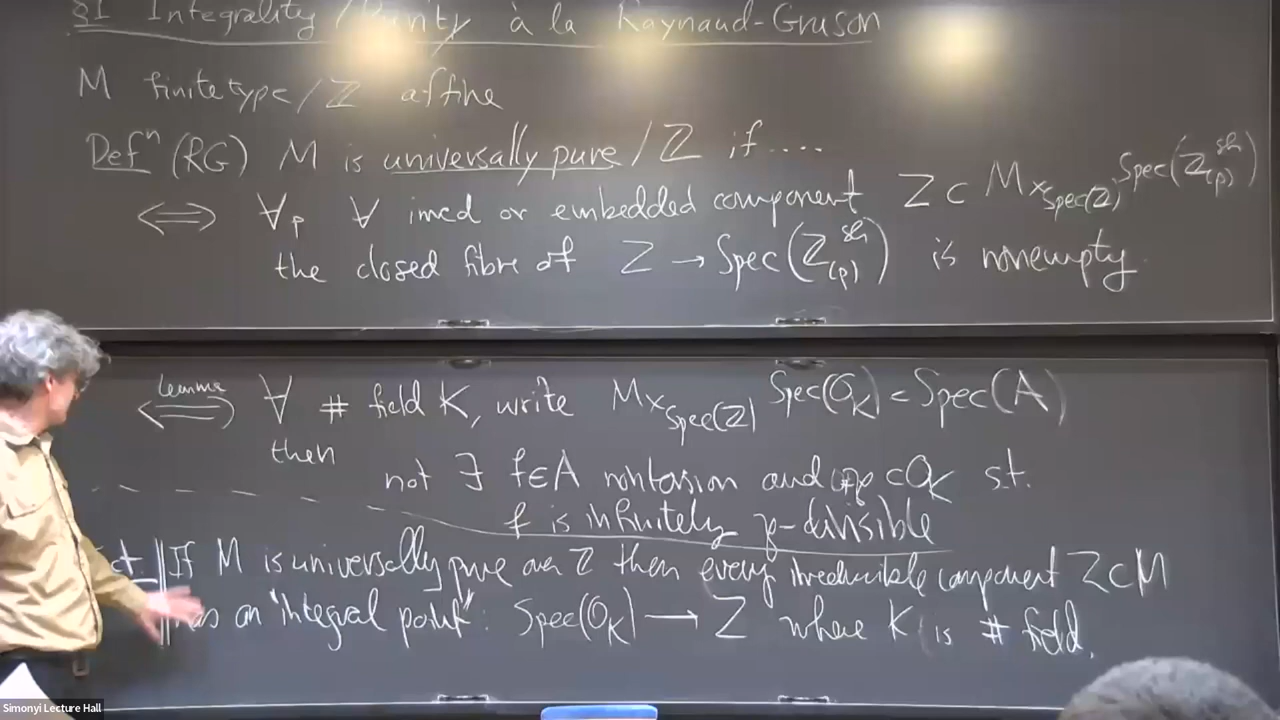 §1 Integrality/Purity à la Raynaud-Gruson
M finite type/ℤ affine
Defⁿ (RG) M is universally pure/ℤ if ....
⟺ ∀p ∀ irred or embedded component Z ⊂ M ×_{Spec(ℤ)} Spec(ℤ_{(p)}^{sh})
the closed fibre of Z → Spec(ℤ_{(p)}^{sh}) is nonempty.
lemma
⟺ ∀ # field K, write M ×_{Spec(ℤ)} Spec(O_K) = Spec(A)
then
not ∃ f∈A nontorsion and ⊂ O_K s.t.
f is infinitely p-divisible
ct. If M is universally pure over ℤ then every irreducible component Z ⊂ M
has an "integral point": Spec(O_K) → Z where K is # field.
Simonyi Lecture Hall